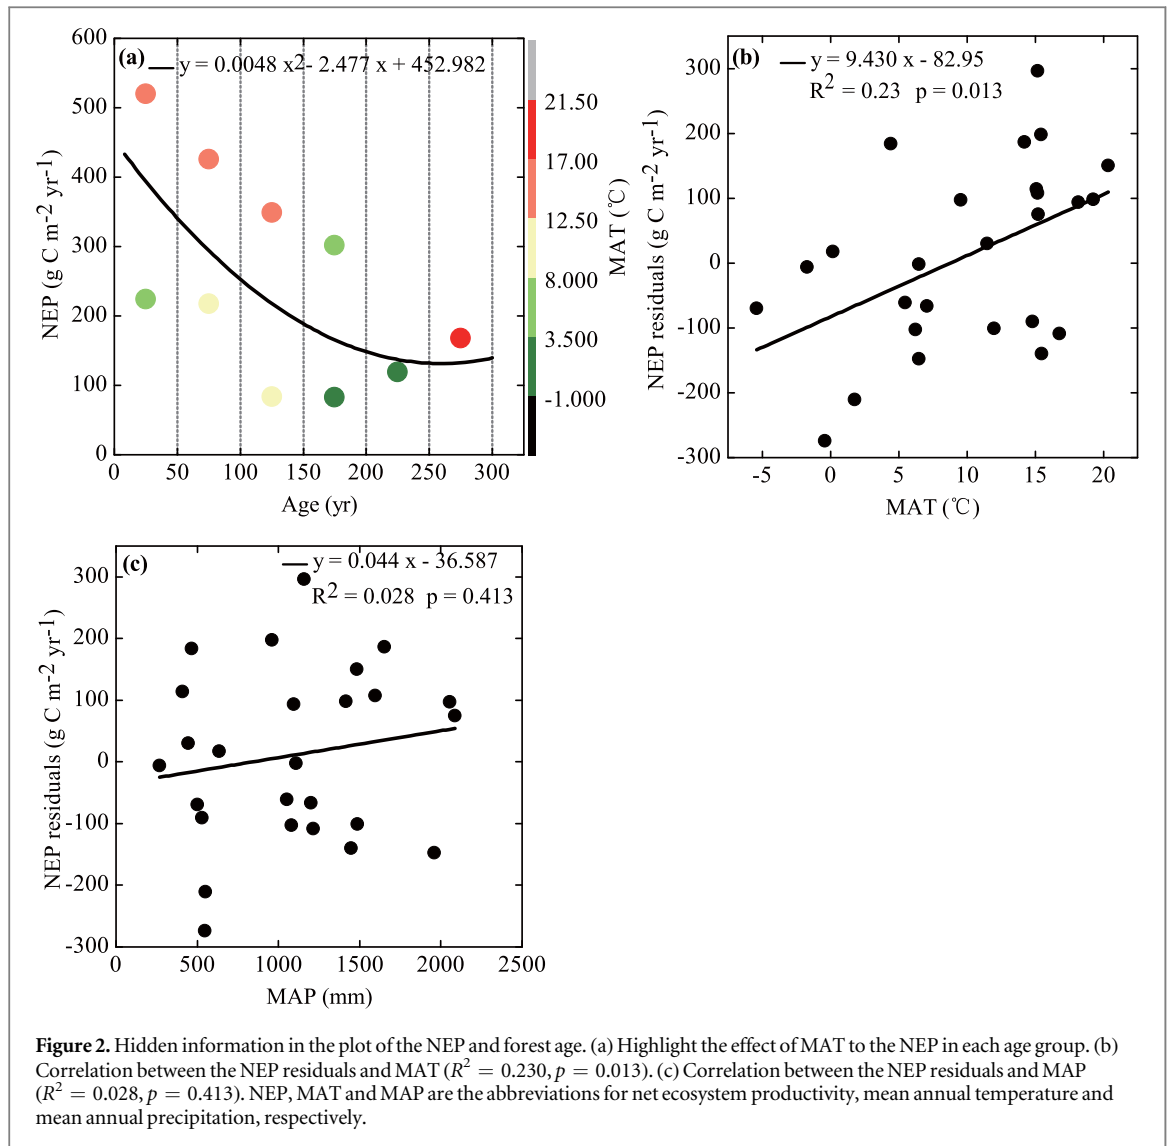 (a)
y = 0.0048 x2 - 2.477 x + 452.982
600
500
400
300
200
100
0
NEP (g C m-2 yr-1)
0 50 100 150 200 250 300
Age (yr)
21.50
17.00
12.50
8.000
3.500
-1.000
MAT (℃)
(b)
y = 9.430 x - 82.95
R2 = 0.23 p = 0.013
300
200
100
0
-100
-200
-300
NEP residuals (g C m-2 yr-1)
-5 0 5 10 15 20
MAT (℃)
(c)
y = 0.044 x - 36.587
R2 = 0.028 p = 0.413
300
200
100
0
-100
-200
-300
NEP residuals (g C m-2 yr-1)
0 500 1000 1500 2000 2500
MAP (mm)
Figure 2. Hidden information in the plot of the NEP and forest age. (a) Highlight the effect of MAT to the NEP in each age group. (b)
Correlation between the NEP residuals and MAT (R2 = 0.230, p = 0.013). (c) Correlation between the NEP residuals and MAP
(R2 = 0.028, p = 0.413). NEP, MAT and MAP are the abbreviations for net ecosystem productivity, mean annual temperature and
mean annual precipitation, respectively.